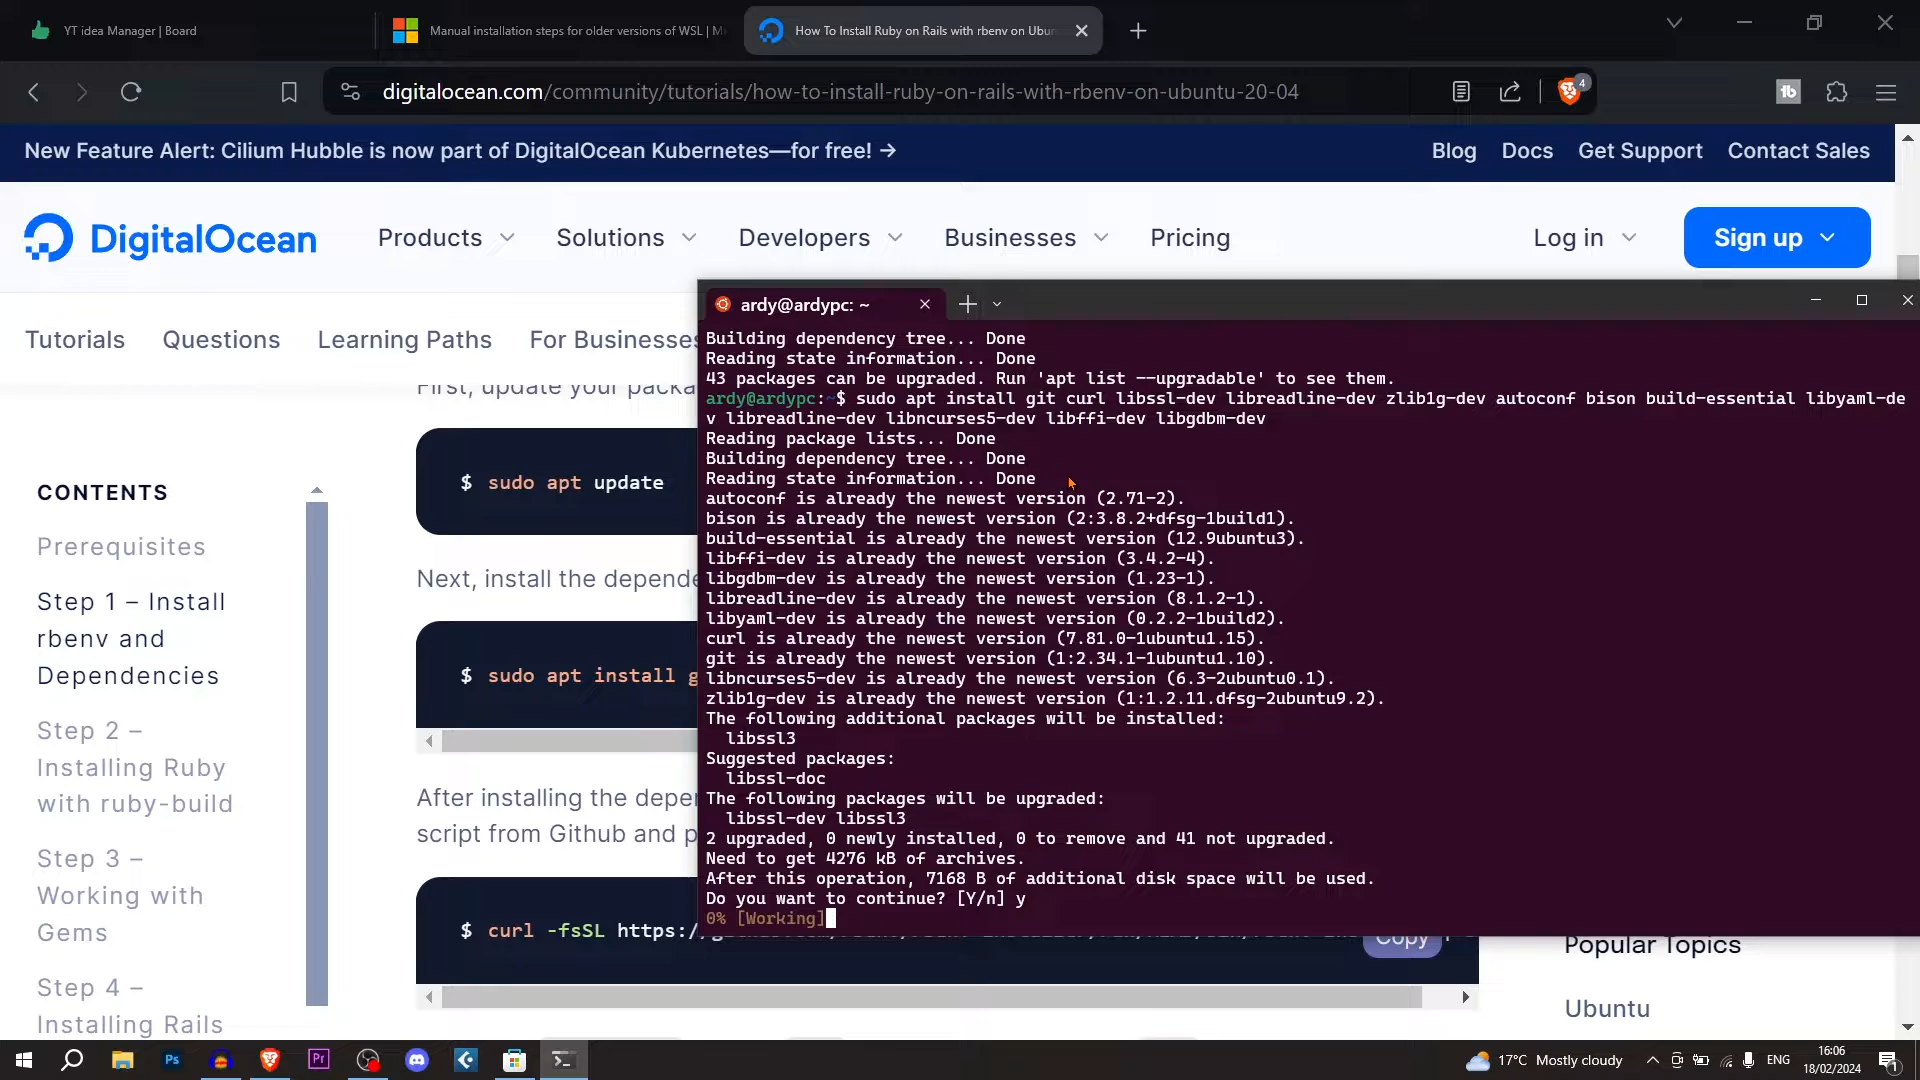 YT idea Manager | Board
Manual installation steps for older versions of WSL | M
How To Install Ruby on Rails with rbenv on Ubu
digitalocean.com/community/tutorials/how-to-install-ruby-on-rails-with-rbenv-on-ubuntu-20-04
4
New Feature Alert: Cilium Hubble is now part of DigitalOcean Kubernetes—for free! →
Blog Docs Get Support Contact Sales
DigitalOcean
Products Solutions Developers Businesses Pricing
Log in
Sign up
Tutorials Questions Learning Paths For Businesses
First, update your packa
CONTENTS
Prerequisites
Step 1 – Install
rbenv and
Dependencies
Step 2 –
Installing Ruby
with ruby-build
Step 3 –
Working with
Gems
Step 4 –
Installing Rails
$ sudo apt update
Next, install the depende
$ sudo apt install g
After installing the depe
script from Github and p
$ curl -fsSL https:/
Copy
ardy@ardypc: ~
Building dependency tree... Done
Reading state information... Done
43 packages can be upgraded. Run 'apt list --upgradable' to see them.
ardy@ardypc:~$ sudo apt install git curl libssl-dev libreadline-dev zlib1g-dev autoconf bison build-essential libyaml-de
v libreadline-dev libncurses5-dev libffi-dev libgdbm-dev
Reading package lists... Done
Building dependency tree... Done
Reading state information... Done
autoconf is already the newest version (2.71-2).
bison is already the newest version (2:3.8.2+dfsg-1build1).
build-essential is already the newest version (12.9ubuntu3).
libffi-dev is already the newest version (3.4.2-4).
libgdbm-dev is already the newest version (1.23-1).
libreadline-dev is already the newest version (8.1.2-1).
libyaml-dev is already the newest version (0.2.2-1build2).
curl is already the newest version (7.81.0-1ubuntu1.15).
git is already the newest version (1:2.34.1-1ubuntu1.10).
libncurses5-dev is already the newest version (6.3-2ubuntu0.1).
zlib1g-dev is already the newest version (1:1.2.11.dfsg-2ubuntu9.2).
The following additional packages will be installed:
libssl3
Suggested packages:
libssl-doc
The following packages will be upgraded:
libssl-dev libssl3
2 upgraded, 0 newly installed, 0 to remove and 41 not upgraded.
Need to get 4276 kB of archives.
After this operation, 7168 B of additional disk space will be used.
Do you want to continue? [Y/n] y
0% [Working]
Popular Topics
Ubuntu
Ps
Pr
17°C Mostly cloudy
ENG
16:06
18/02/2024
1